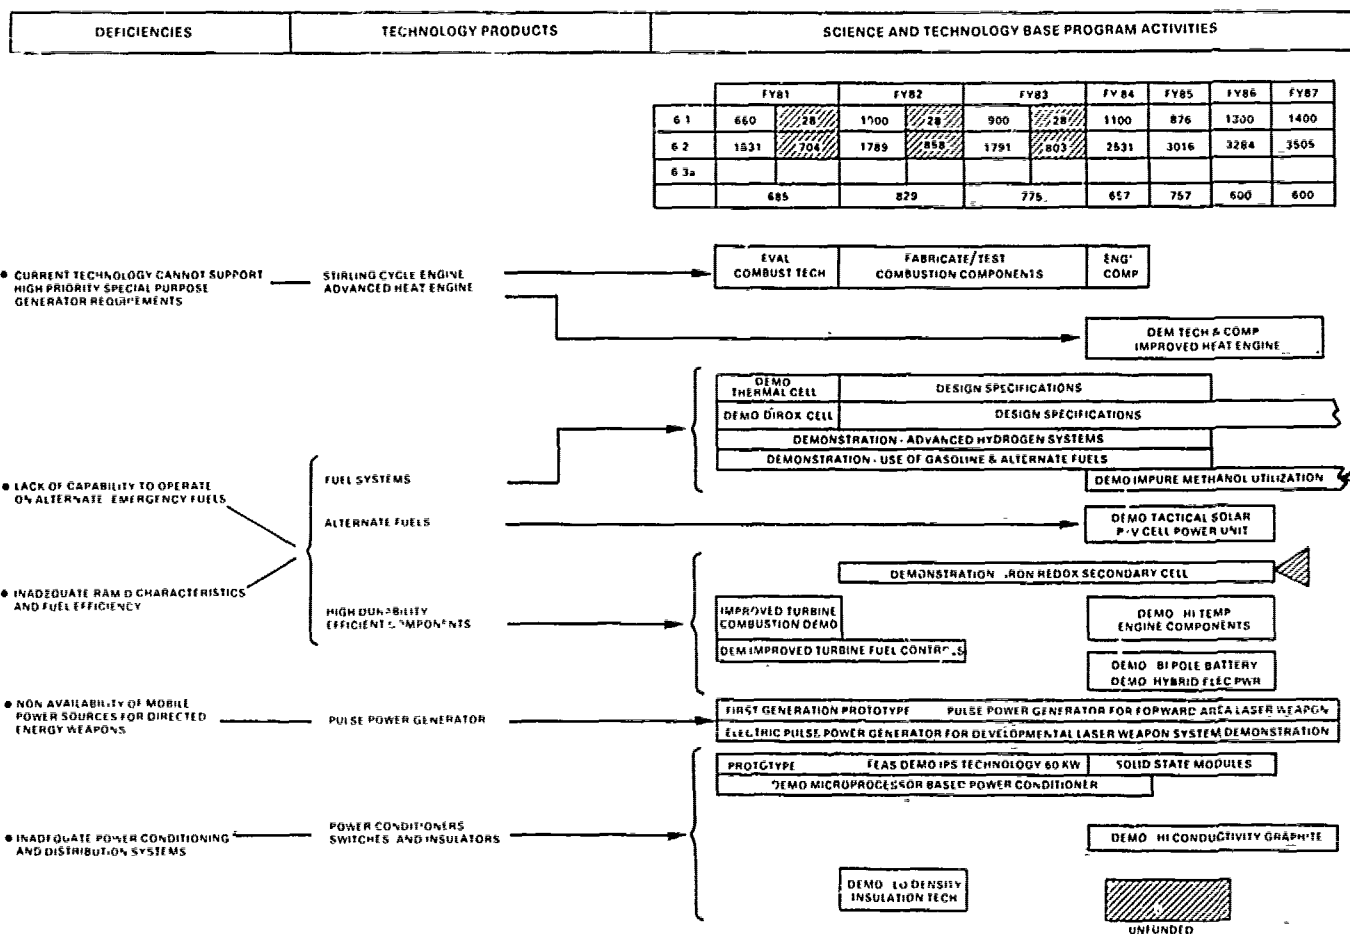 DEFICIENCIES TECHNOLOGY PRODUCTS SCIENCE AND TECHNOLOGY BASE PROGRAM ACTIVITIES
FY81 FY82 FY83 FY84 FY85 FY86 FY87
6 1 660 28 1000 28 900 28 1100 876 1300 1400
6 2 1531 704 1789 858 1791 803 2531 3016 3284 3505
6 3a
685 829 775 657 757 600 600
• CURRENT TECHNOLOGY CANNOT SUPPORT
HIGH PRIORITY SPECIAL PURPOSE
GENERATOR REQUIREMENTS
STIRLING CYCLE ENGINE
ADVANCED HEAT ENGINE
EVAL
COMBUST TECH
FABRICATE/TEST
COMBUSTION COMPONENTS
ENG'
COMP
DEM TECH & COMP
IMPROVED HEAT ENGINE
DEMO
THERMAL CELL
DESIGN SPECIFICATIONS
DEMO DIROX CELL
DESIGN SPECIFICATIONS
DEMONSTRATION - ADVANCED HYDROGEN SYSTEMS
DEMONSTRATION - USE OF GASOLINE & ALTERNATE FUELS
DEMO IMPURE METHANOL UTILIZATION
• LACK OF CAPABILITY TO OPERATE
ON ALTERNATE EMERGENCY FUELS
FUEL SYSTEMS
ALTERNATE FUELS
DEMO TACTICAL SOLAR
P-V CELL POWER UNIT
DEMONSTRATION IRON REDOX SECONDARY CELL
• INADEQUATE RAM D CHARACTERISTICS
AND FUEL EFFICIENCY
HIGH DURABILITY
EFFICIENT COMPONENTS
IMPROVED TURBINE
COMBUSTION DEMO
DEM IMPROVED TURBINE FUEL CONTROLS
DEMO HI TEMP
ENGINE COMPONENTS
DEMO BIPOLE BATTERY
DEMO HYBRID ELEC PWR
• NON AVAILABILITY OF MOBILE
POWER SOURCES FOR DIRECTED
ENERGY WEAPONS
PULSE POWER GENERATOR
FIRST GENERATION PROTOTYPE PULSE POWER GENERATOR FOR FORWARD AREA LASER WEAPON
ELECTRIC PULSE POWER GENERATOR FOR DEVELOPMENTAL LASER WEAPON SYSTEM DEMONSTRATION
PROTOTYPE FEAS DEMO IPS TECHNOLOGY 60 KW SOLID STATE MODULES
DEMO MICROPROCESSOR BASED POWER CONDITIONER
• INADEQUATE POWER CONDITIONING
AND DISTRIBUTION SYSTEMS
POWER CONDITIONERS
SWITCHES AND INSULATORS
DEMO HI CONDUCTIVITY GRAPHITE
DEMO LO DENSITY
INSULATION TECH
UNFUNDED